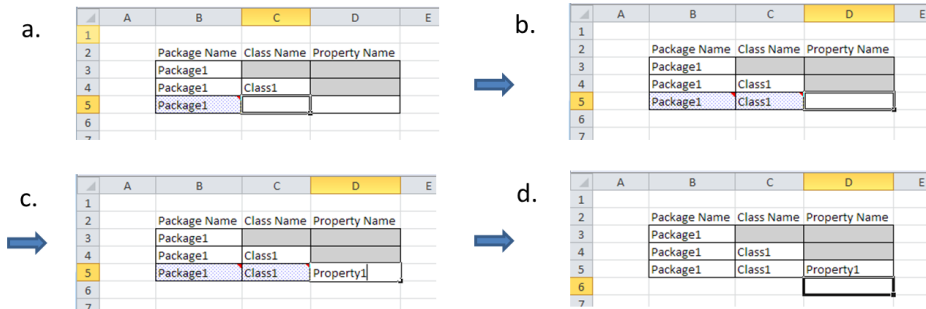 a.
A B C D E
1
2 Package Name Class Name Property Name
3 Package1
4 Package1 Class1
5 Package1
6
7
b.
A B C D E
1
2 Package Name Class Name Property Name
3 Package1
4 Package1 Class1
5 Package1 Class1
6
7
c.
A B C D E
1
2 Package Name Class Name Property Name
3 Package1
4 Package1 Class1
5 Package1 Class1 Property1
6
7
d.
A B C D E
1
2 Package Name Class Name Property Name
3 Package1
4 Package1 Class1
5 Package1 Class1 Property1
6
7